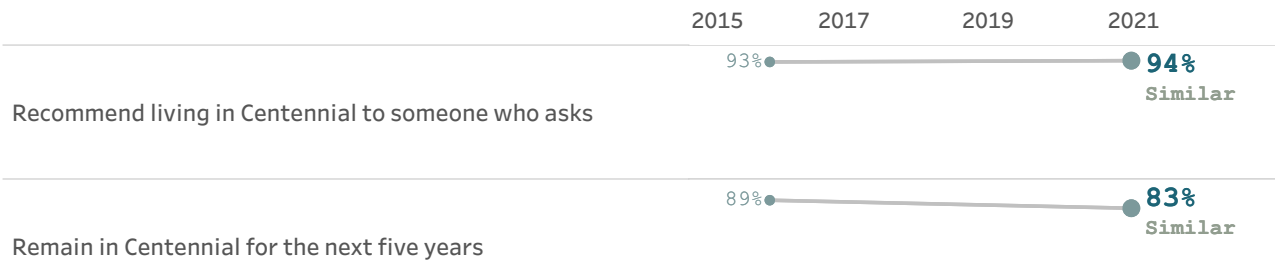 2015 2017 2019 2021
93% 94%
Similar
Recommend living in Centennial to someone who asks
89% 83%
Similar
Remain in Centennial for the next five years